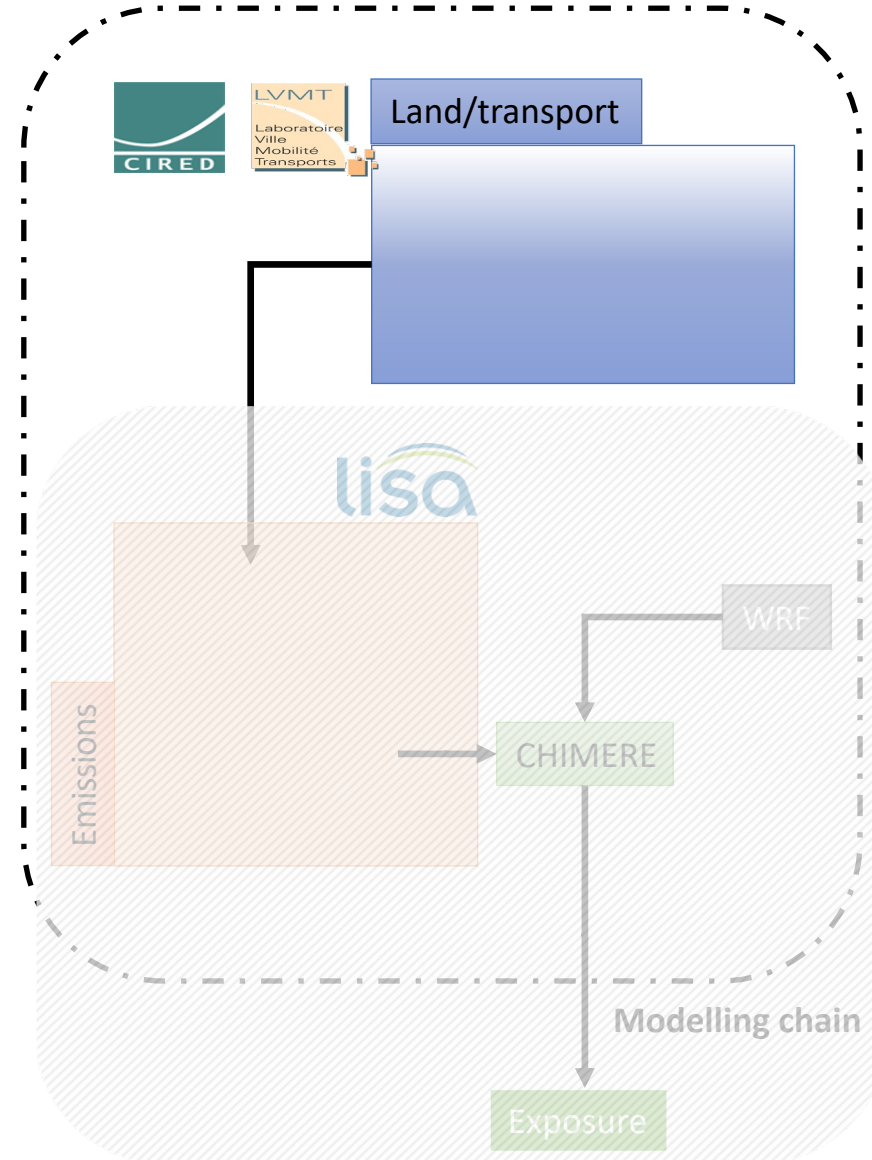 CIRED
LVMT
Laboratoire
Ville
Mobilité
Transports
Land/transport
lisa
WRF
Emissions
CHIMERE
Modelling chain
Exposure